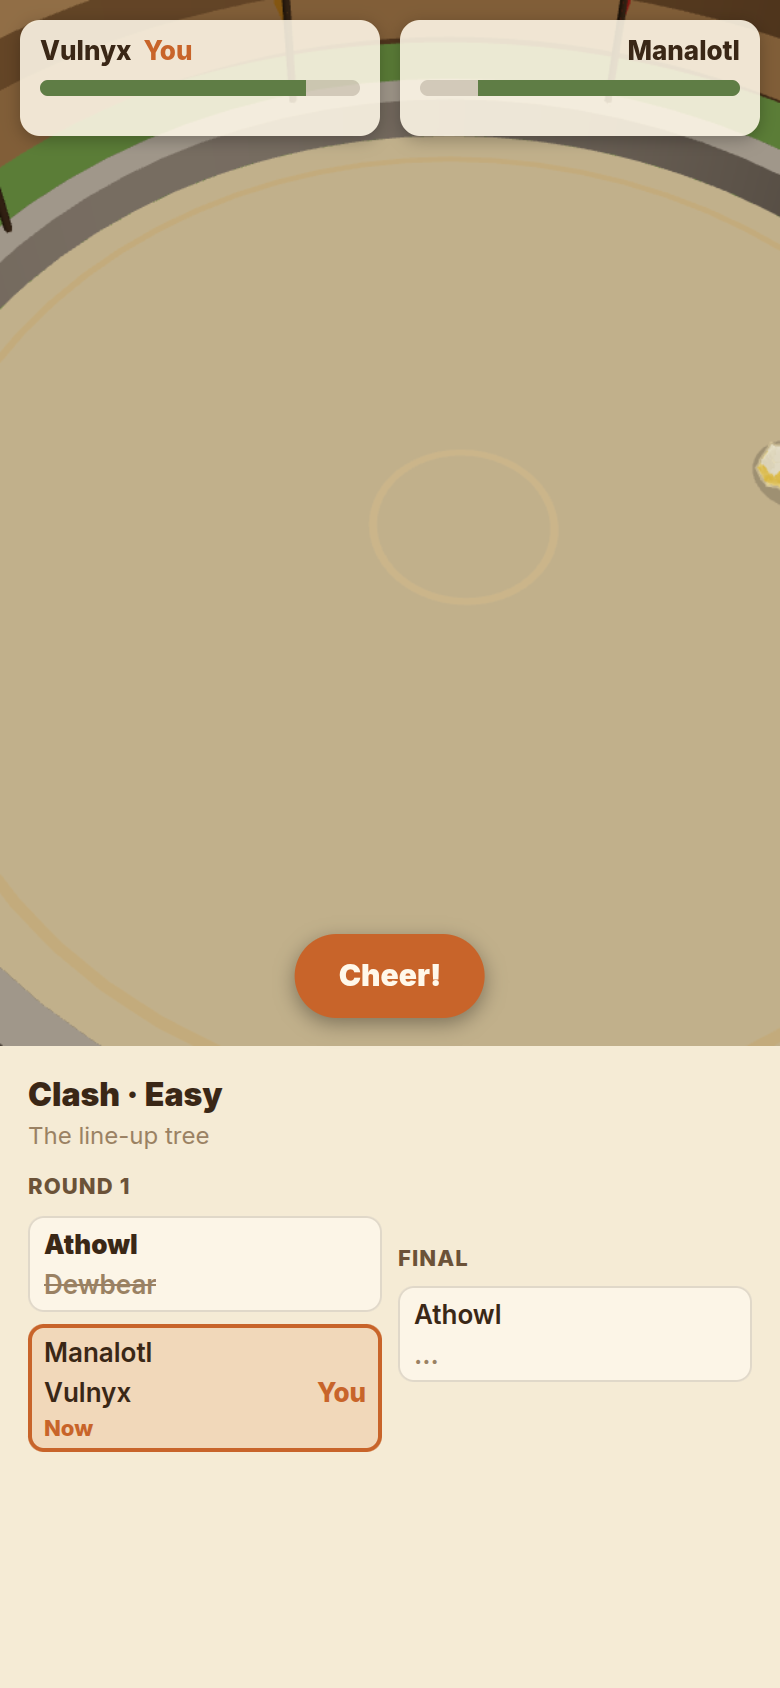 Vulnyx You
Manalotl
Cheer!
Clash · Easy
The line-up tree
ROUND 1
Athowl
Dewbear
Manalotl
Vulnyx You
Now
FINAL
Athowl
...